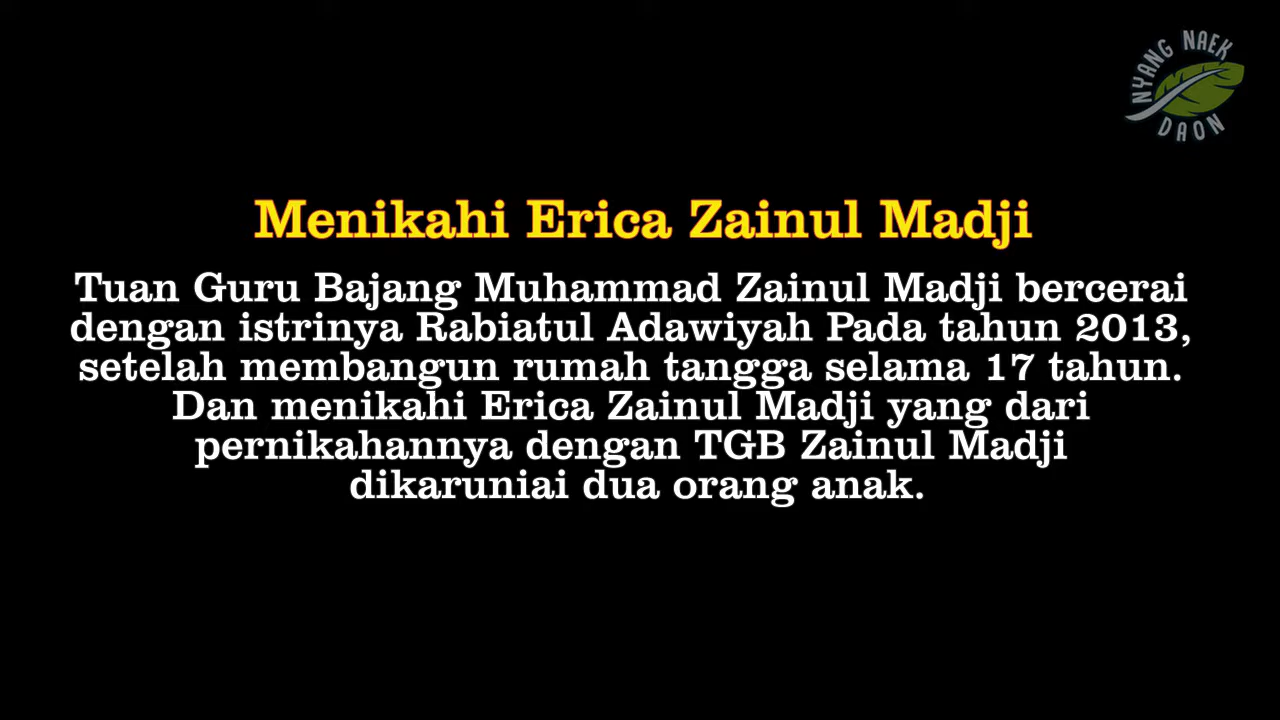 NYANG NAEK
DAON
Menikahi Erica Zainul Madji
Tuan Guru Bajang Muhammad Zainul Madji bercerai
dengan istrinya Rabiatul Adawiyah Pada tahun 2013,
setelah membangun rumah tangga selama 17 tahun.
Dan menikahi Erica Zainul Madji yang dari
pernikahannya dengan TGB Zainul Madji
dikaruniai dua orang anak.